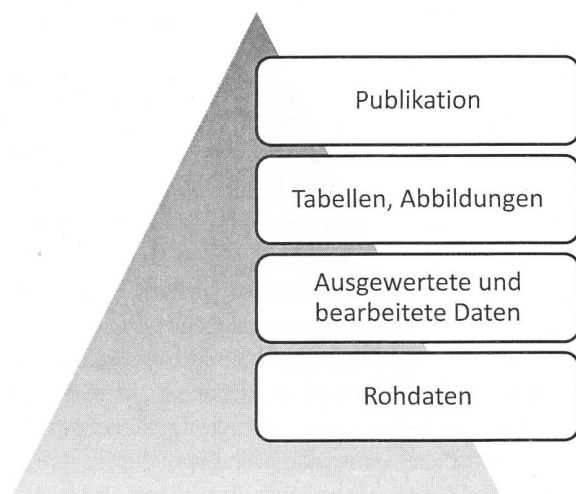 Publikation
Tabellen, Abbildungen
Ausgewertete und
bearbeitete Daten
Rohdaten